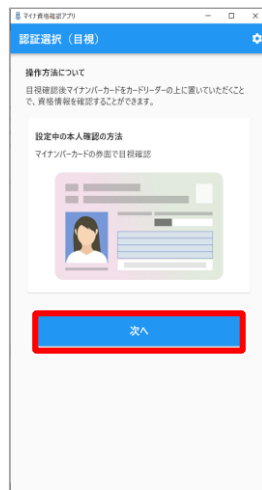 マイナ資格確認アプリ
認証選択（目視）
操作方法について
目視確認後マイナンバーカードをカードリーダーの上に置いていただくこと
で、資格情報を確認することができます。
設定中の本人確認の方法
マイナンバーカードの券面で目視確認
次へ